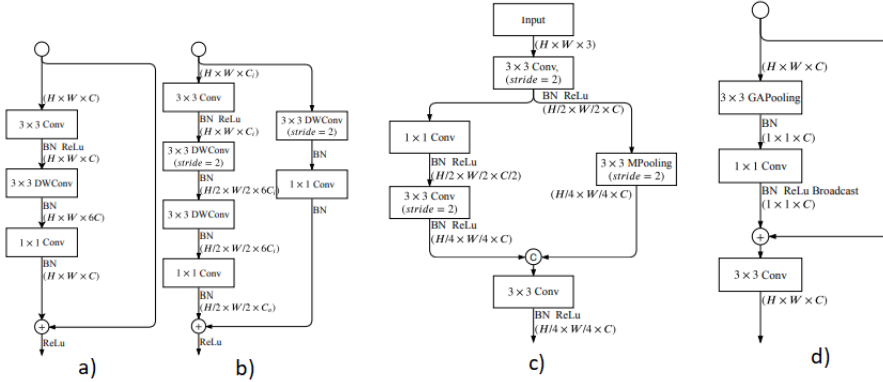 (H × W × C)
3 × 3 Conv
BN ReLu
(H × W × C)
3 × 3 DWConv
BN
(H × W × 6C)
1 × 1 Conv
BN
(H × W × C)
+
ReLu
a)
(H × W × Cᵢ)
3 × 3 Conv
BN ReLu
(H × W × Cᵢ)
3 × 3 DWConv
(stride = 2)
BN
(H/2 × W/2 × 6Cᵢ)
3 × 3 DWConv
BN
(H/2 × W/2 × 6Cᵢ)
1 × 1 Conv
BN
(H/2 × W/2 × Cₒ)
+
ReLu
3 × 3 DWConv
(stride = 2)
BN
1 × 1 Conv
BN
b)
Input
(H × W × 3)
3 × 3 Conv,
(stride = 2)
BN ReLu
(H/2 × W/2 × C)
1 × 1 Conv
BN ReLu
(H/2 × W/2 × C/2)
3 × 3 Conv
(stride = 2)
BN ReLu
(H/4 × W/4 × C)
3 × 3 MPooling
(stride = 2)
(H/4 × W/4 × C)
C
3 × 3 Conv
BN ReLu
(H/4 × W/4 × C)
c)
(H × W × C)
3 × 3 GAPooling
BN
(1 × 1 × C)
1 × 1 Conv
BN ReLu Broadcast
(1 × 1 × C)
+
3 × 3 Conv
(H × W × C)
d)